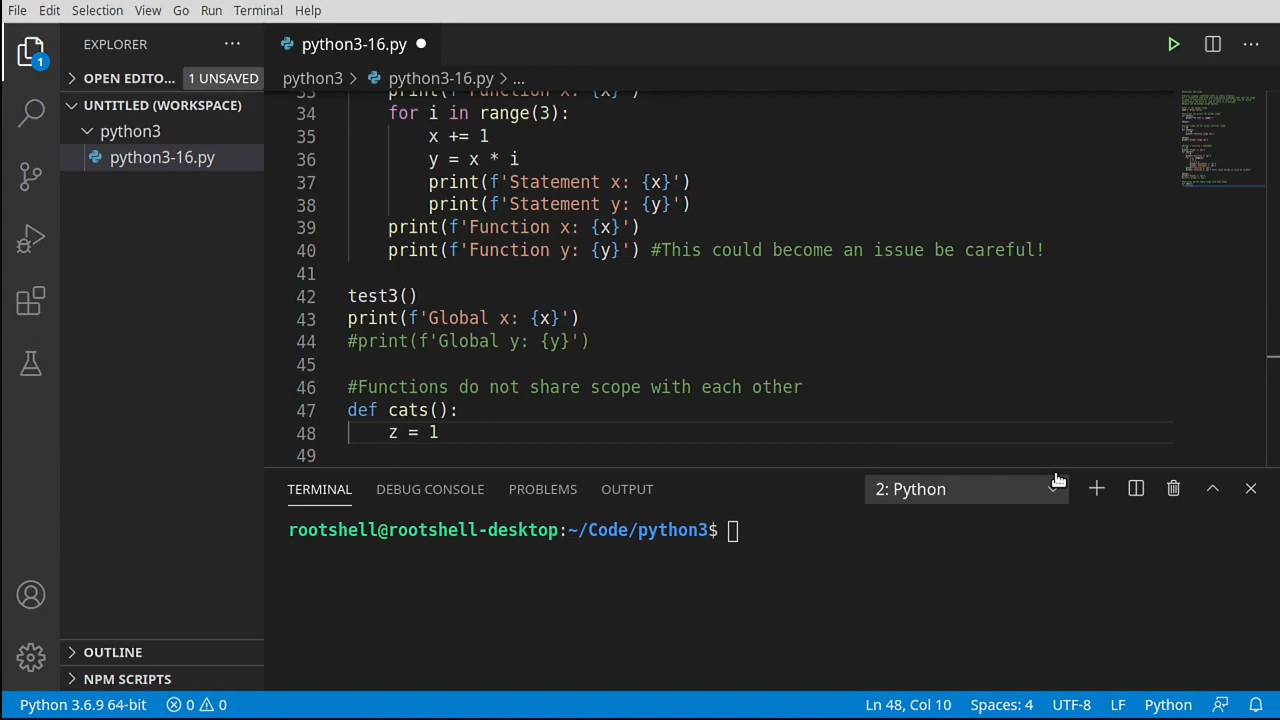 File Edit Selection View Go Run Terminal Help
EXPLORER
python3-16.py
1
OPEN EDITO... 1 UNSAVED
UNTITLED (WORKSPACE)
python3
python3-16.py
python3 > python3-16.py > ...
33 print(f'Function x: {x}')
34 for i in range(3):
35 x += 1
36 y = x * i
37 print(f'Statement x: {x}')
38 print(f'Statement y: {y}')
39 print(f'Function x: {x}')
40 print(f'Function y: {y}') #This could become an issue be careful!
41
42 test3()
43 print(f'Global x: {x}')
44 #print(f'Global y: {y}')
45
46 #Functions do not share scope with each other
47 def cats():
48 z = 1
49
TERMINAL DEBUG CONSOLE PROBLEMS OUTPUT 2: Python
rootshell@rootshell-desktop:~/Code/python3$
OUTLINE
NPM SCRIPTS
Python 3.6.9 64-bit 0 0 Ln 48, Col 10 Spaces: 4 UTF-8 LF Python